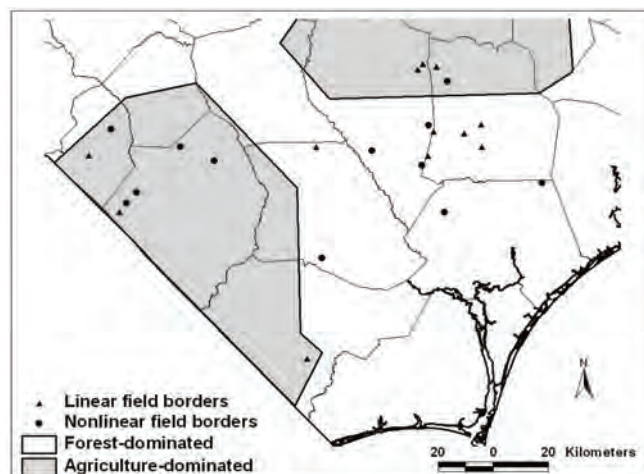 N
Linear field borders
Nonlinear field borders
Forest-dominated
Agriculture-dominated
20 0 20 Kilometers